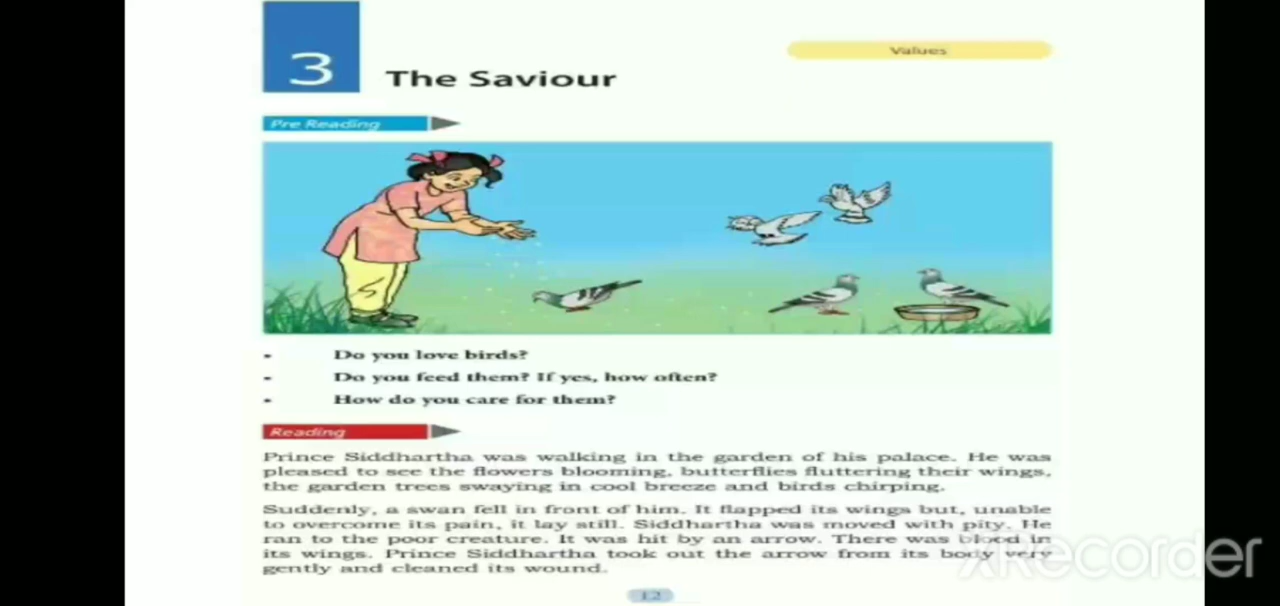 Values
3
The Saviour
Pre Reading
• Do you love birds?
• Do you feed them? If yes, how often?
• How do you care for them?
Reading
Prince Siddhartha was walking in the garden of his palace. He was
pleased to see the flowers blooming, butterflies fluttering their wings,
the garden trees swaying in cool breeze and birds chirping.
Suddenly, a swan fell in front of him. It flapped its wings but, unable
to overcome its pain, it lay still. Siddhartha was moved with pity. He
ran to the poor creature. It was hit by an arrow. There was blood in
its wings. Prince Siddhartha took out the arrow from its body very
gently and cleaned its wound.
XRecorder
12